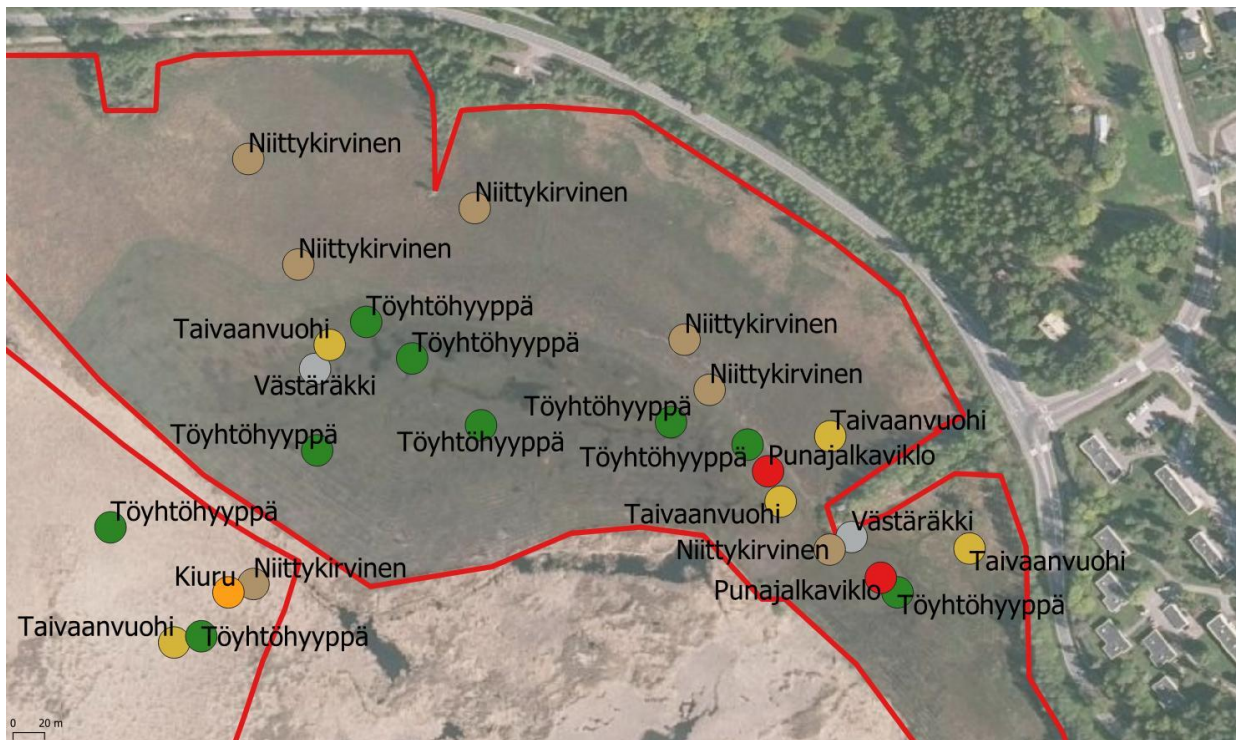 Niittykirvinen
Niittykirvinen
Niittykirvinen
Töyhtöhyyppä
Taivaanvuohi
Töyhtöhyyppä
Västäräkki
Niittykirvinen
Niittykirvinen
Töyhtöhyyppä
Töyhtöhyyppä
Töyhtöhyyppä
Taivaanvuohi
Töyhtöhyyppä
Punajalkaviklo
Töyhtöhyyppä
Taivaanvuohi
Västäräkki
Niittykirvinen
Taivaanvuohi
Kiuru
Niittykirvinen
Punajalkaviklo
Töyhtöhyyppä
Taivaanvuohi
Töyhtöhyyppä
0 20 m